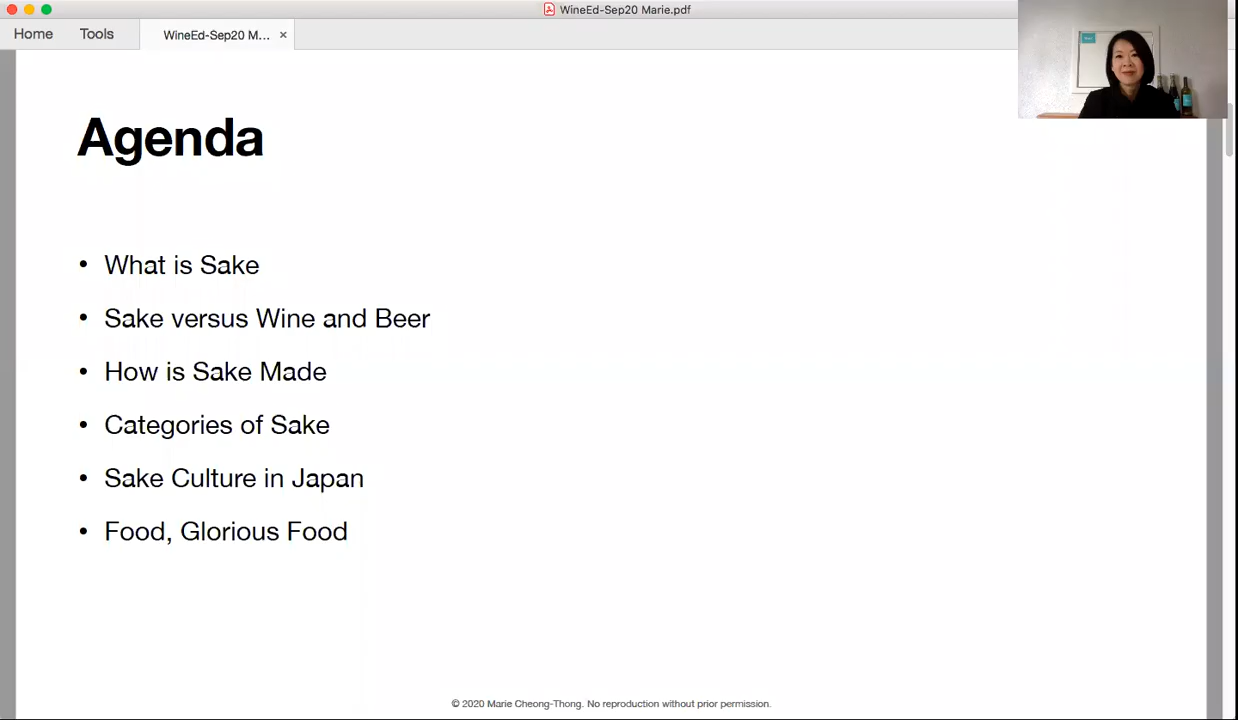 WineEd-Sep20 Marie.pdf
Home
Tools
WineEd-Sep20 M... ×
Agenda
• What is Sake
• Sake versus Wine and Beer
• How is Sake Made
• Categories of Sake
• Sake Culture in Japan
• Food, Glorious Food
© 2020 Marie Cheong-Thong. No reproduction without prior permission.